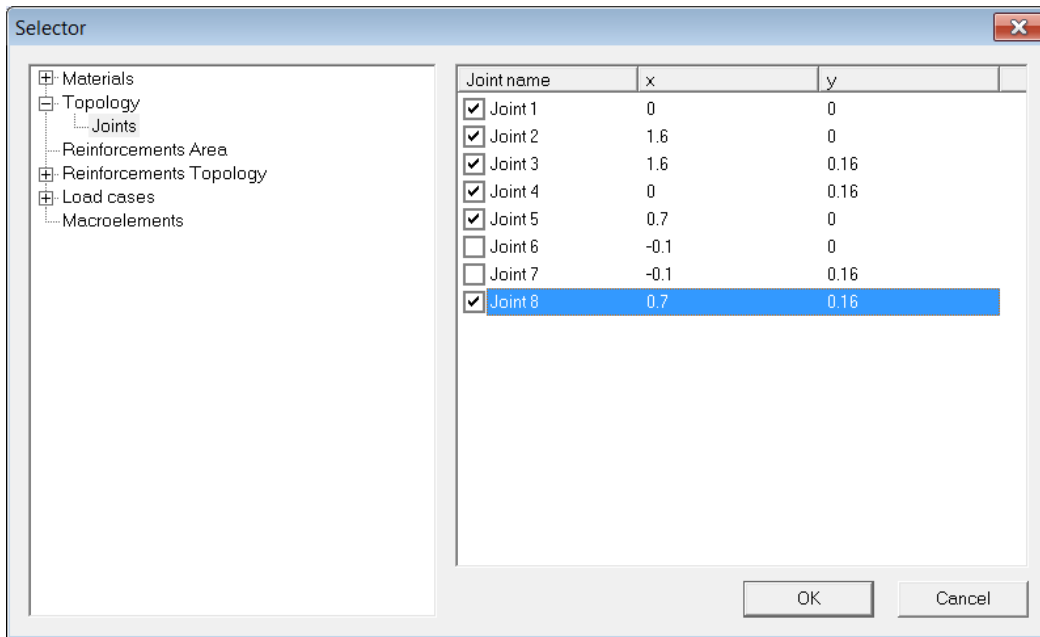 Selector
Materials
Topology
Joints
Reinforcements Area
Reinforcements Topology
Load cases
Macroelements
Joint name x y
Joint 1 0 0
Joint 2 1.6 0
Joint 3 1.6 0.16
Joint 4 0 0.16
Joint 5 0.7 0
Joint 6 -0.1 0
Joint 7 -0.1 0.16
Joint 8 0.7 0.16
OK Cancel